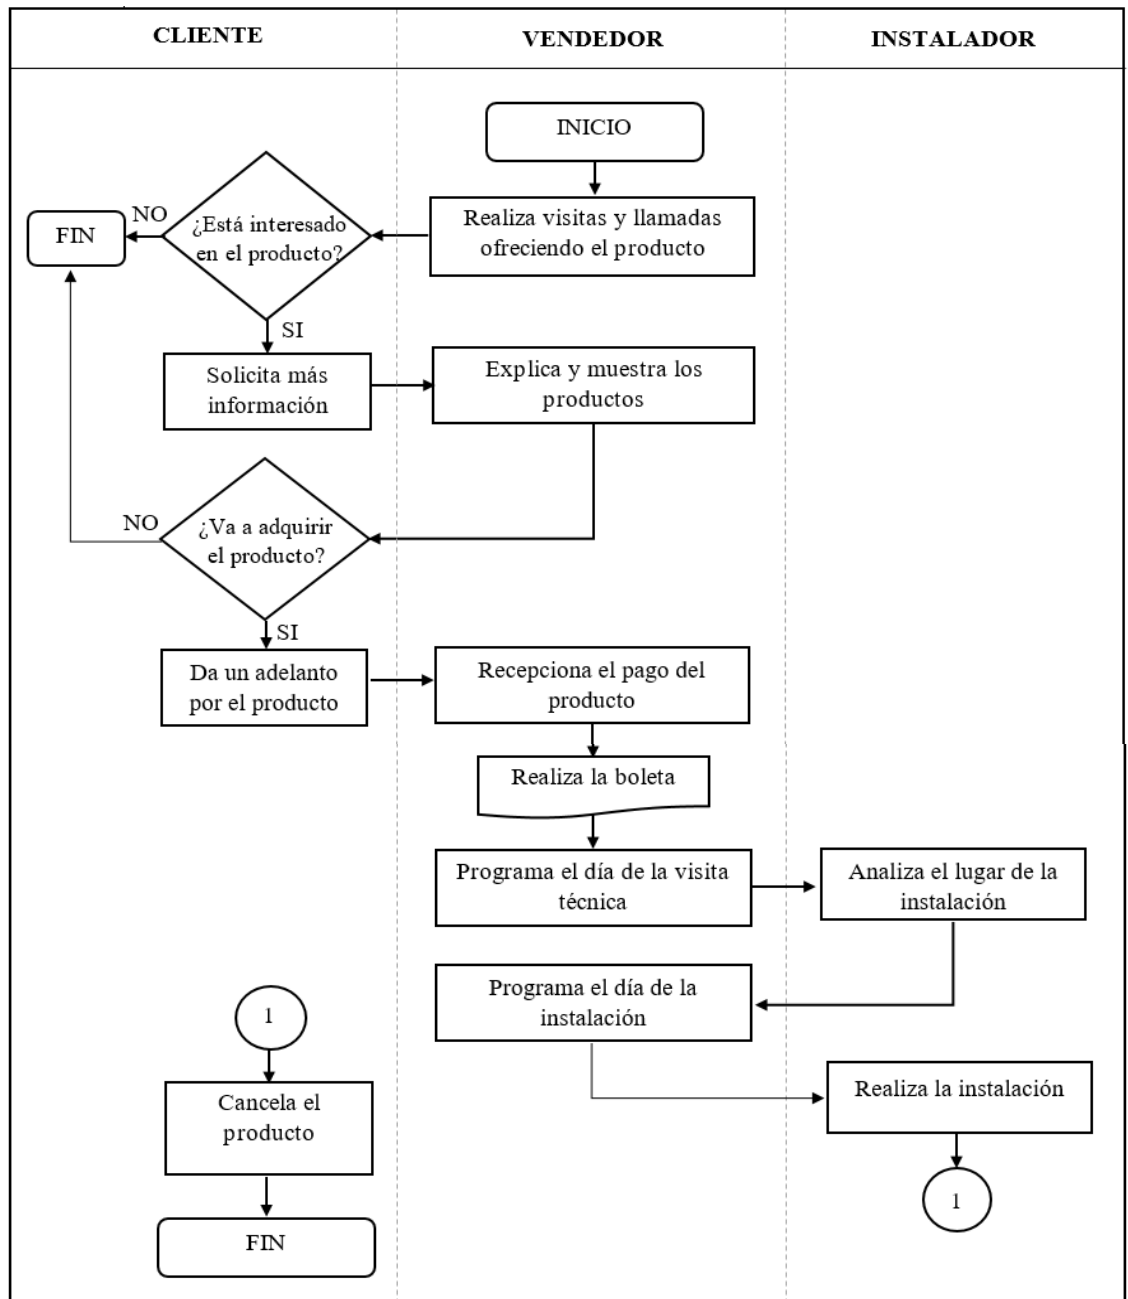 CLIENTE
VENDEDOR
INSTALADOR
INICIO
Realiza visitas y llamadas
ofreciendo el producto
¿Está interesado
en el producto?
NO
FIN
SI
Solicita más
información
Explica y muestra los
productos
¿Va a adquirir
el producto?
NO
SI
Da un adelanto
por el producto
Recepciona el pago del
producto
Realiza la boleta
Programa el día de la visita
técnica
Analiza el lugar de la
instalación
Programa el día de la
instalación
Realiza la instalación
1
1
Cancela el
producto
FIN